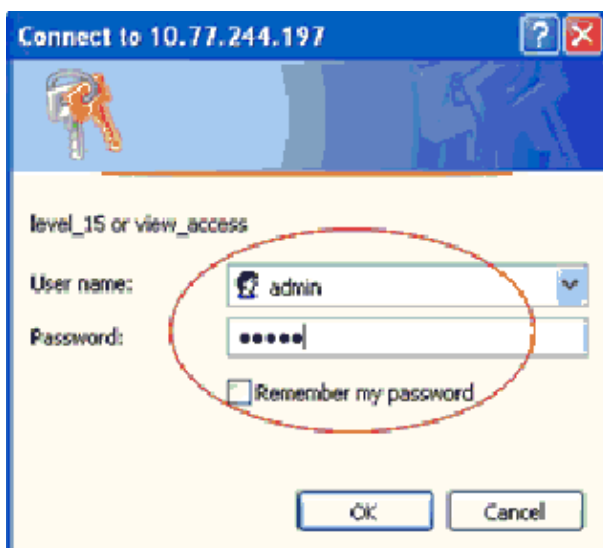 Connect to 10.77.244.197
level_15 or view_access
User name:
admin
Password:
•••••
Remember my password
OK
Cancel